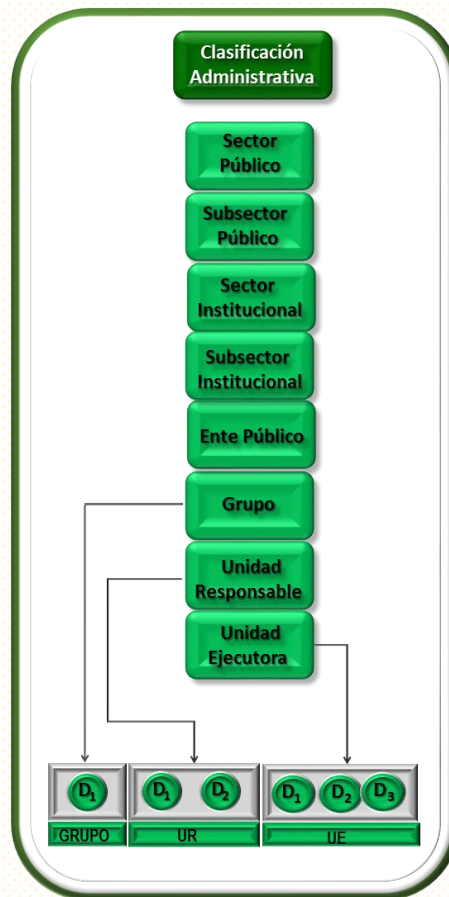 Clasificación
Administrativa
Sector
Público
Subsector
Público
Sector
Institucional
Subsector
Institucional
Ente Público
Grupo
Unidad
Responsable
Unidad
Ejecutora
D1
D1 D2
D1 D2 D3
GRUPO
UR
UE